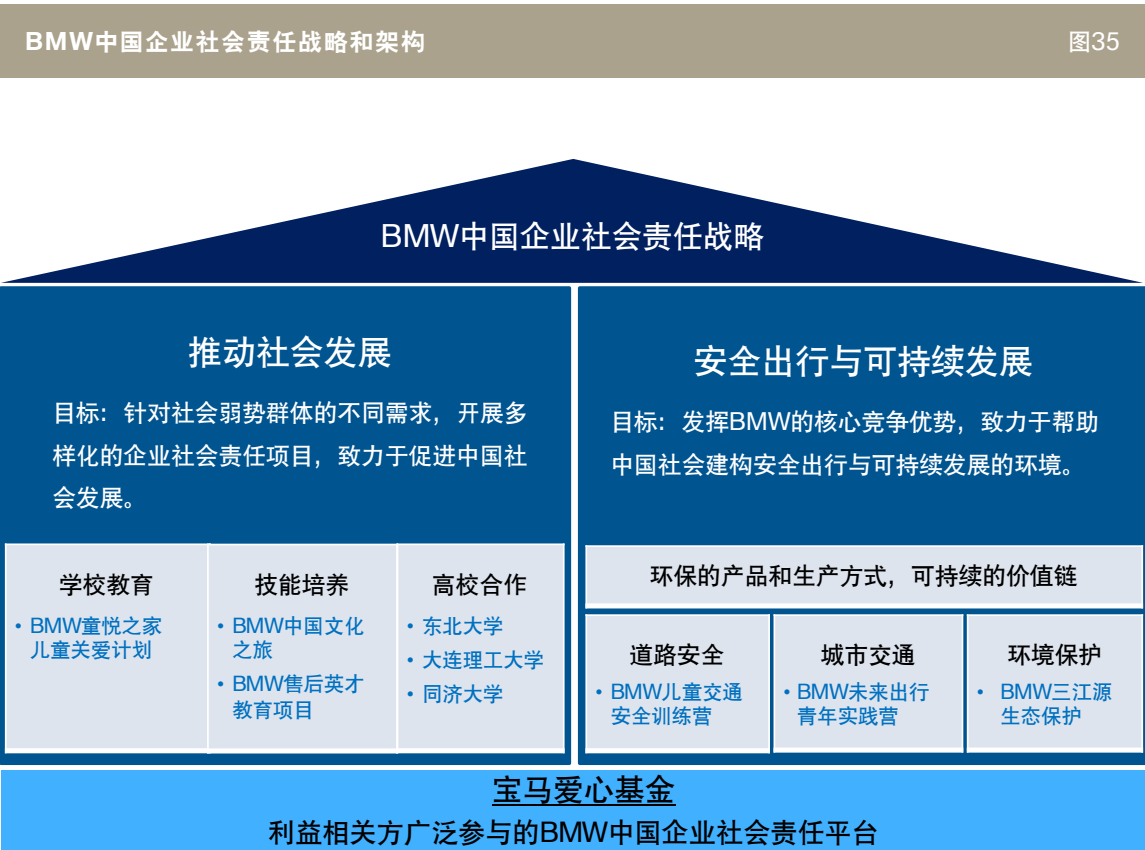 BMW中国企业社会责任战略和架构
图35
BMW中国企业社会责任战略
推动社会发展
目标：针对社会弱势群体的不同需求，开展多
样化的企业社会责任项目，致力于促进中国社
会发展。
学校教育
• BMW童悦之家
儿童关爱计划
技能培养
• BMW中国文化
之旅
• BMW售后英才
教育项目
高校合作
• 东北大学
• 大连理工大学
• 同济大学
安全出行与可持续发展
目标：发挥BMW的核心竞争优势，致力于帮助
中国社会建构安全出行与可持续发展的环境。
环保的产品和生产方式，可持续的价值链
道路安全
• BMW儿童交通
安全训练营
城市交通
• BMW未来出行
青年实践营
环境保护
• BMW三江源
生态保护
宝马爱心基金
利益相关方广泛参与的BMW中国企业社会责任平台